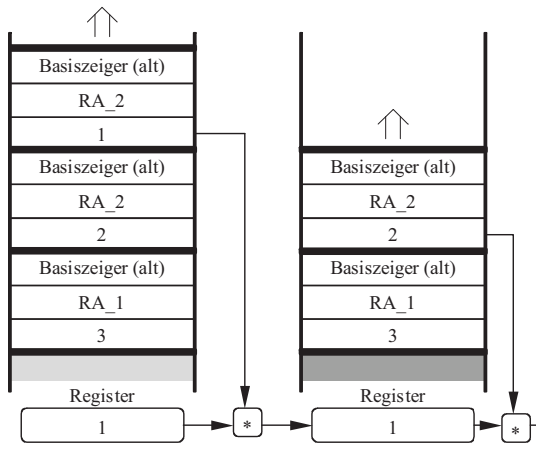 Basiszeiger (alt)
RA_2
1
Basiszeiger (alt)
RA_2
2
Basiszeiger (alt)
RA_1
3
Register
1
*
Basiszeiger (alt)
RA_2
2
Basiszeiger (alt)
RA_1
3
Register
1
*